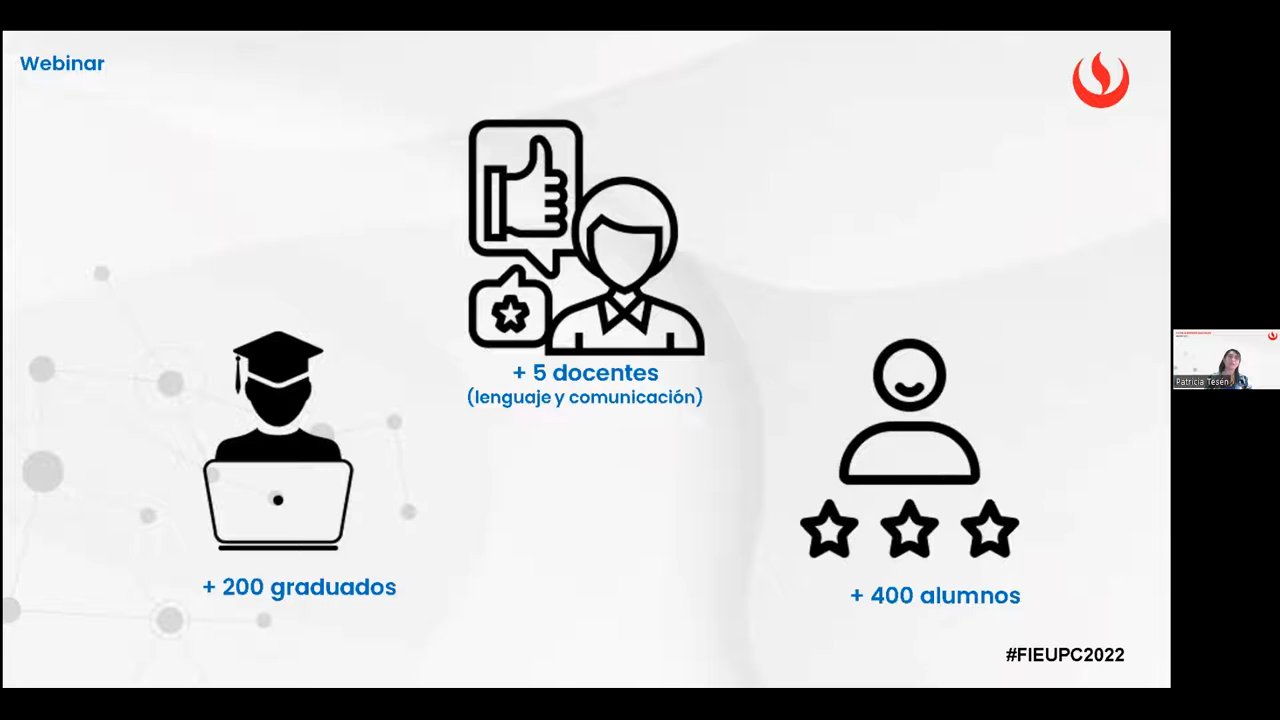 Webinar
+ 5 docentes
(lenguaje y comunicación)
+ 200 graduados
+ 400 alumnos
#FIEUPC2022
Patricia Tesén